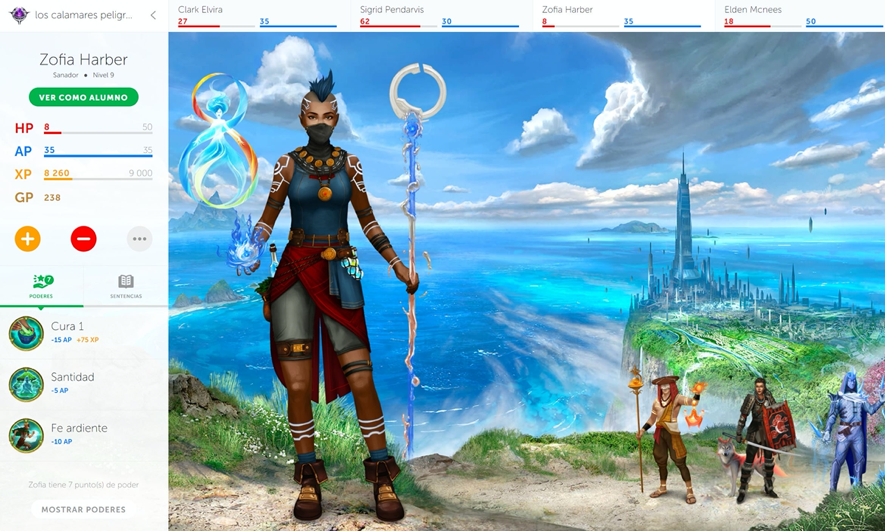 los calamares peligr...
Clark Elvira
27 35
Sigrid Pendarvis
62 30
Zofia Harber
8 35
Elden Mcnees
18 50
Zofia Harber
Sanador • Nivel 9
VER COMO ALUMNO
HP 8 50
AP 35 35
XP 8 260 9 000
GP 238
7
PODERES
SENTENCIAS
Cura 1
-15 AP +75 XP
Santidad
-5 AP
Fe ardiente
-10 AP
Zofia tiene 7 punto(s) de poder
MOSTRAR PODERES